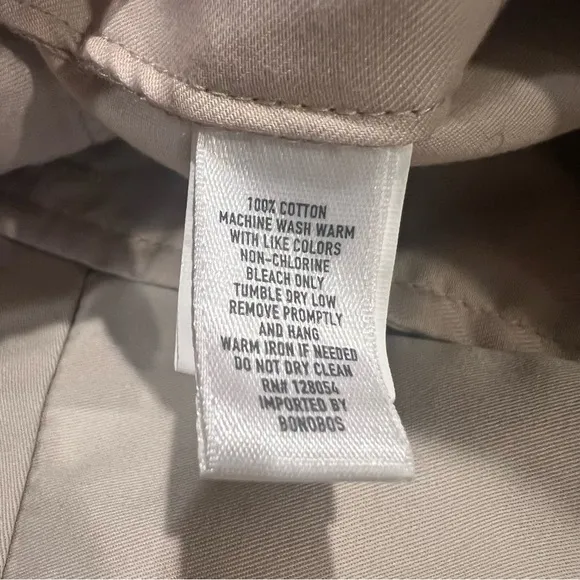 100% COTTON
MACHINE WASH WARM
WITH LIKE COLORS
NON-CHLORINE
BLEACH ONLY
TUMBLE DRY LOW
REMOVE PROMPTLY
AND HANG
WARM IRON IF NEEDED
DO NOT DRY CLEAN
RN# 128054
IMPORTED BY
BONOBOS